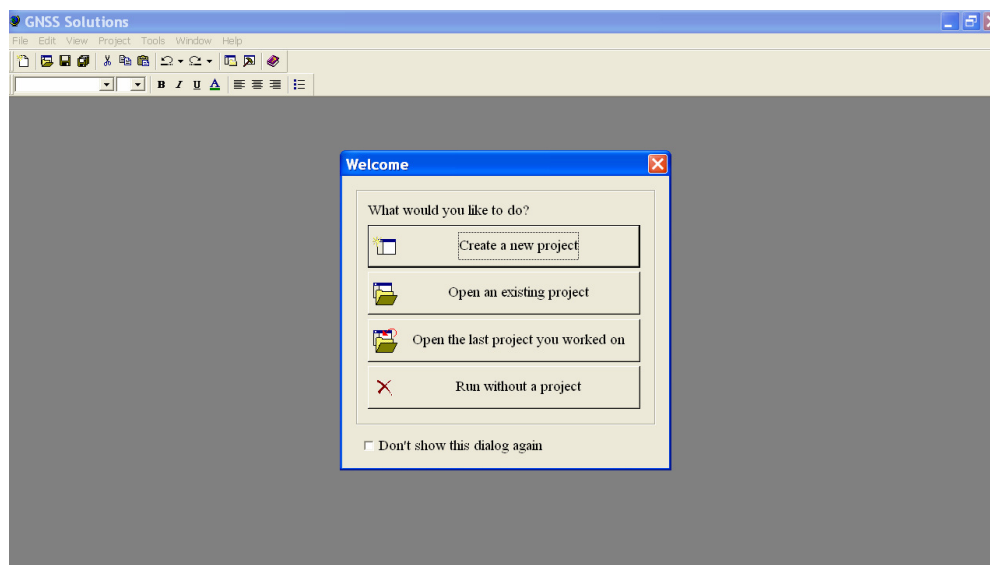 GNSS Solutions
File Edit View Project Tools Window Help
B I U A
Welcome
What would you like to do?
Create a new project
Open an existing project
Open the last project you worked on
Run without a project
Don't show this dialog again